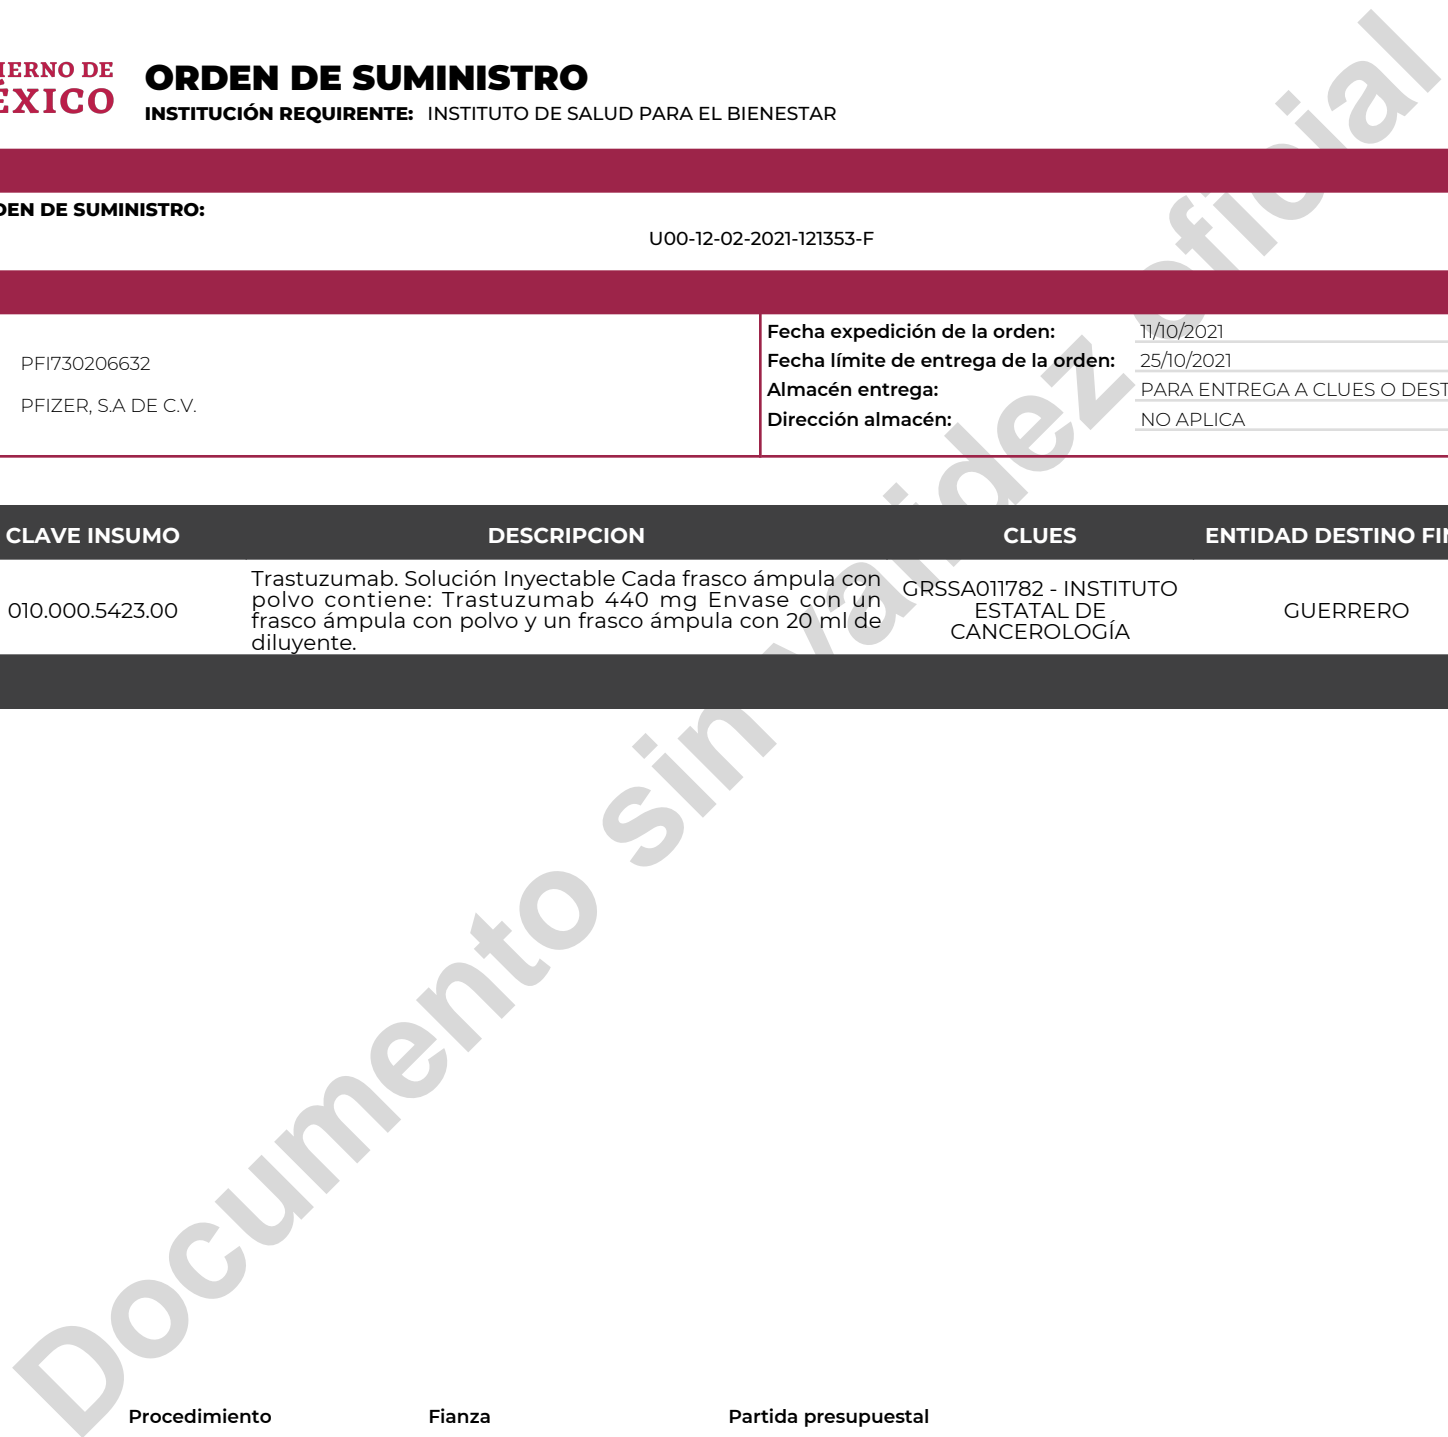 IERNO DE
ÉXICO
ORDEN DE SUMINISTRO
INSTITUCIÓN REQUIRENTE: INSTITUTO DE SALUD PARA EL BIENESTAR
DEN DE SUMINISTRO:
U00-12-02-2021-121353-F
PFI730206632
PFIZER, S.A DE C.V.
Fecha expedición de la orden: 11/10/2021
Fecha límite de entrega de la orden: 25/10/2021
Almacén entrega: PARA ENTREGA A CLUES O DEST
Dirección almacén: NO APLICA
CLAVE INSUMO DESCRIPCION CLUES ENTIDAD DESTINO FIN
010.000.5423.00
Trastuzumab. Solución Inyectable Cada frasco ámpula con
polvo contiene: Trastuzumab 440 mg Envase con un
frasco ámpula con polvo y un frasco ámpula con 20 ml de
diluyente.
GRSSA011782 - INSTITUTO
ESTATAL DE
CANCEROLOGÍA
GUERRERO
Documento sin validez oficial
Procedimiento Fianza Partida presupuestal